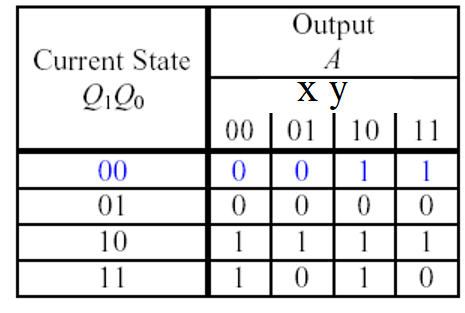 Output
Current State
A
Q₁Q₀
x y
00 01 10 11
00 0 0 1 1
01 0 0 0 0
10 1 1 1 1
11 1 0 1 0